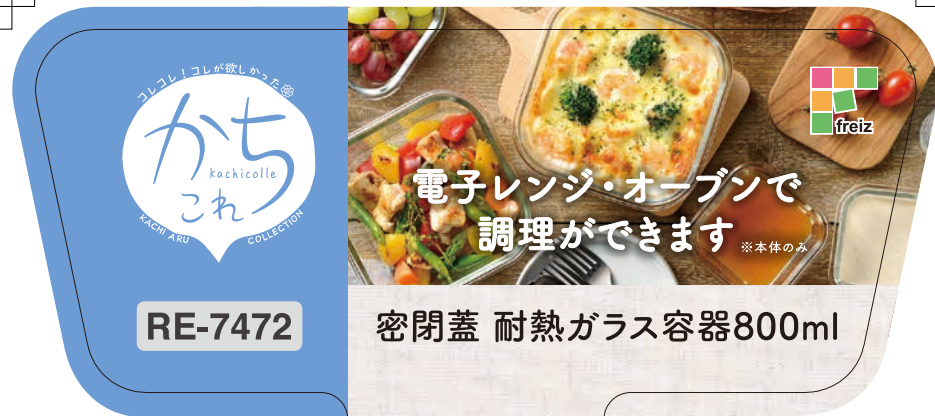 コレコレ！コレが欲しかった
かち
kachicolle
これ
KACHI ARU COLLECTION
RE-7472
freiz
電子レンジ・オーブンで
調理ができます ※本体のみ
密閉蓋 耐熱ガラス容器800ml